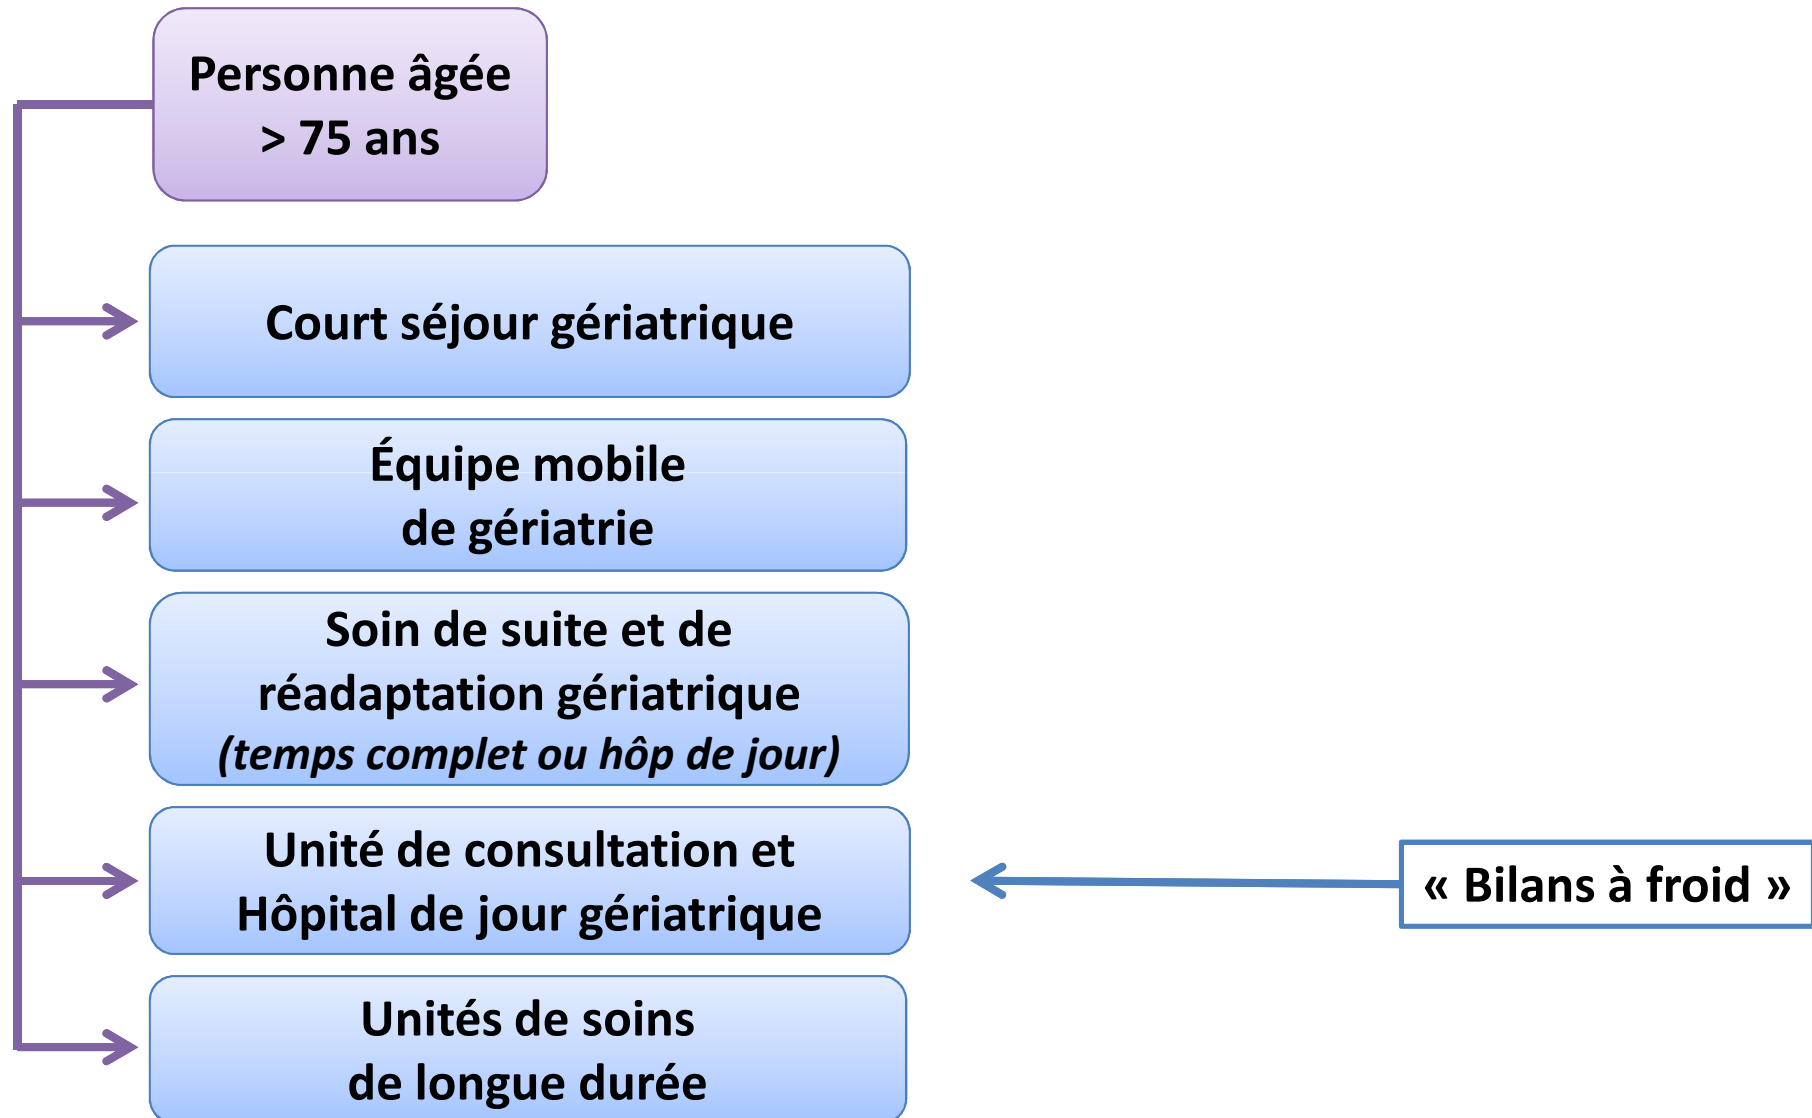 Personne âgée
> 75 ans
Court séjour gériatrique
Équipe mobile
de gériatrie
Soin de suite et de
réadaptation gériatrique
(temps complet ou hôp de jour)
Unité de consultation et
Hôpital de jour gériatrique
« Bilans à froid »
Unités de soins
de longue durée